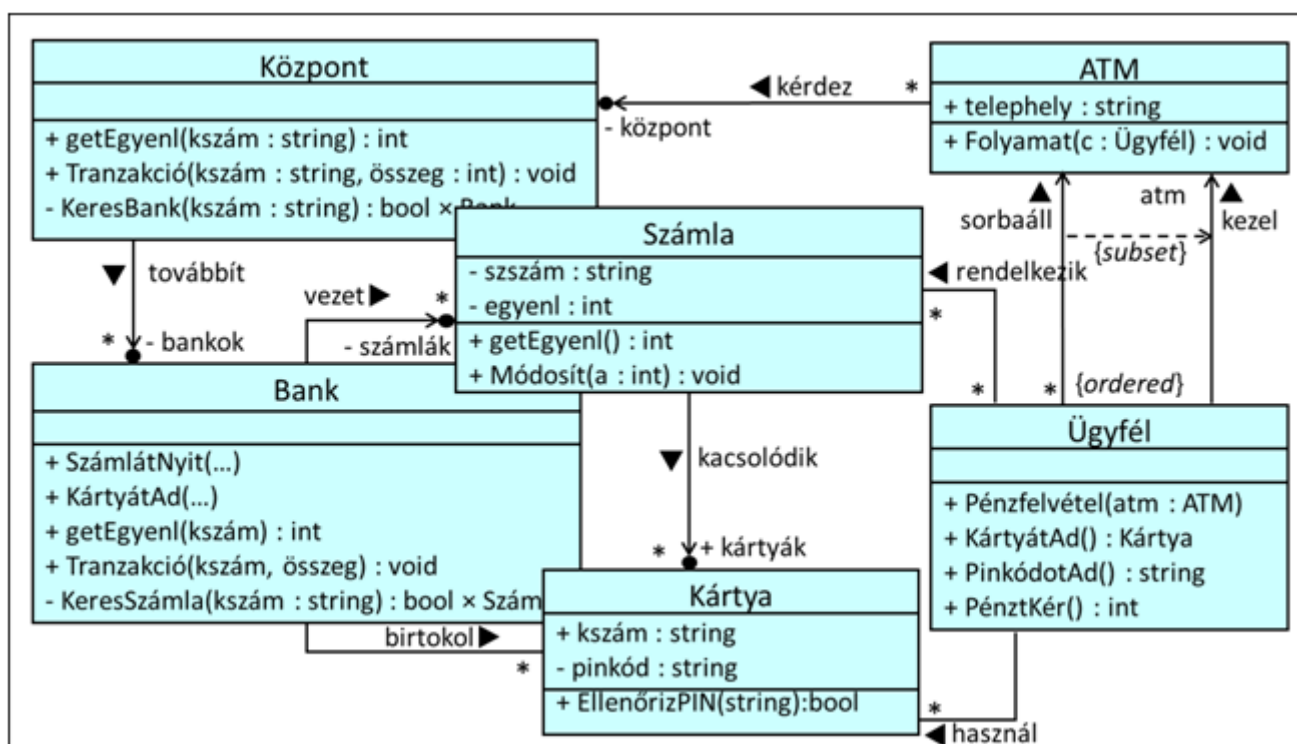 Központ
+ getEgyenl(kszám : string) : int
+ Tranzakció(kszám : string, összeg : int) : void
- KeresBank(kszám : string) : bool ×
◀ kérdez
*
- központ
ATM
+ telephely : string
+ Folyamat(c : Ügyfél) : void
▼ továbbít
* - bankok
vezet ▶
*
- számlák
Számla
- szszám : string
- egyenl : int
+ getEgyenl() : int
+ Módosít(a : int) : void
◀ rendelkezik
*
*
sorbaáll ▲
atm
▲ kezel
{subset}
* {ordered}
Bank
+ SzámlátNyit(...)
+ KártyátAd(...)
+ getEgyenl(kszám) : int
+ Tranzakció(kszám, összeg) : void
- KeresSzámla(kszám : string) : bool × Szám
▼ kacsolódik
* + kártyák
birtokol ▶
*
Kártya
+ kszám : string
- pinkód : string
+ EllenőrizPIN(string):bool
Ügyfél
+ Pénzfelvétel(atm : ATM)
+ KártyátAd() : Kártya
+ PinkódotAd() : string
+ PénztKér() : int
*
◀ használ